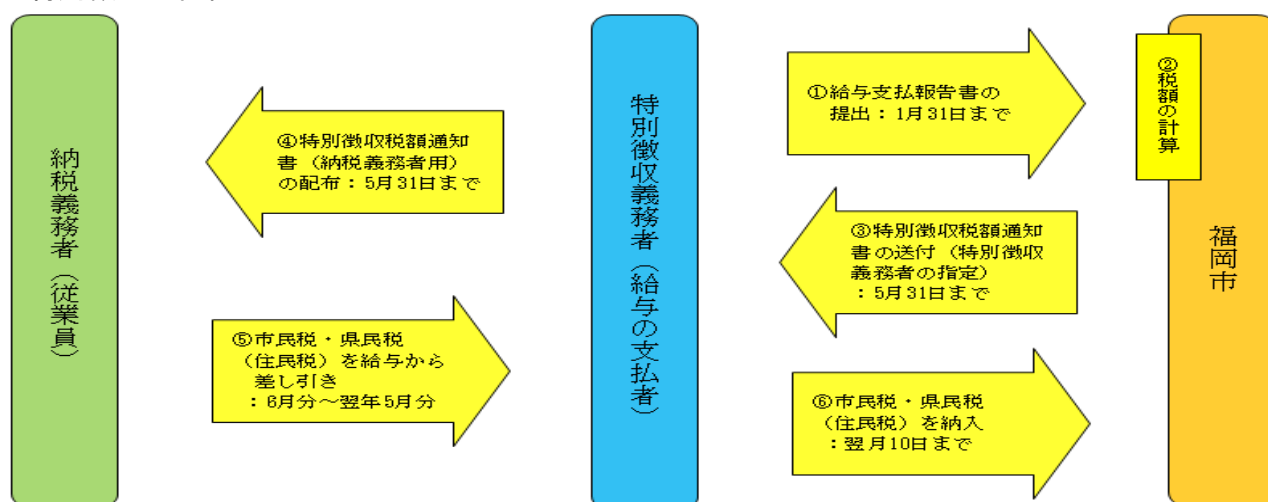 納税義務者（従業員）
④特別徴収税額通知
書（納税義務者用）
の配布：5月31日まで
⑤市民税・県民税
（住民税）を給与から
差し引き
：6月分～翌年5月分
特別徴収義務者（給与の支払者）
①給与支払報告書の
提出：1月31日まで
②税額の計算
③特別徴収税額通知
書の送付（特別徴収
義務者の指定）
：5月31日まで
⑥市民税・県民税
（住民税）を納入
：翌月10日まで
福岡市